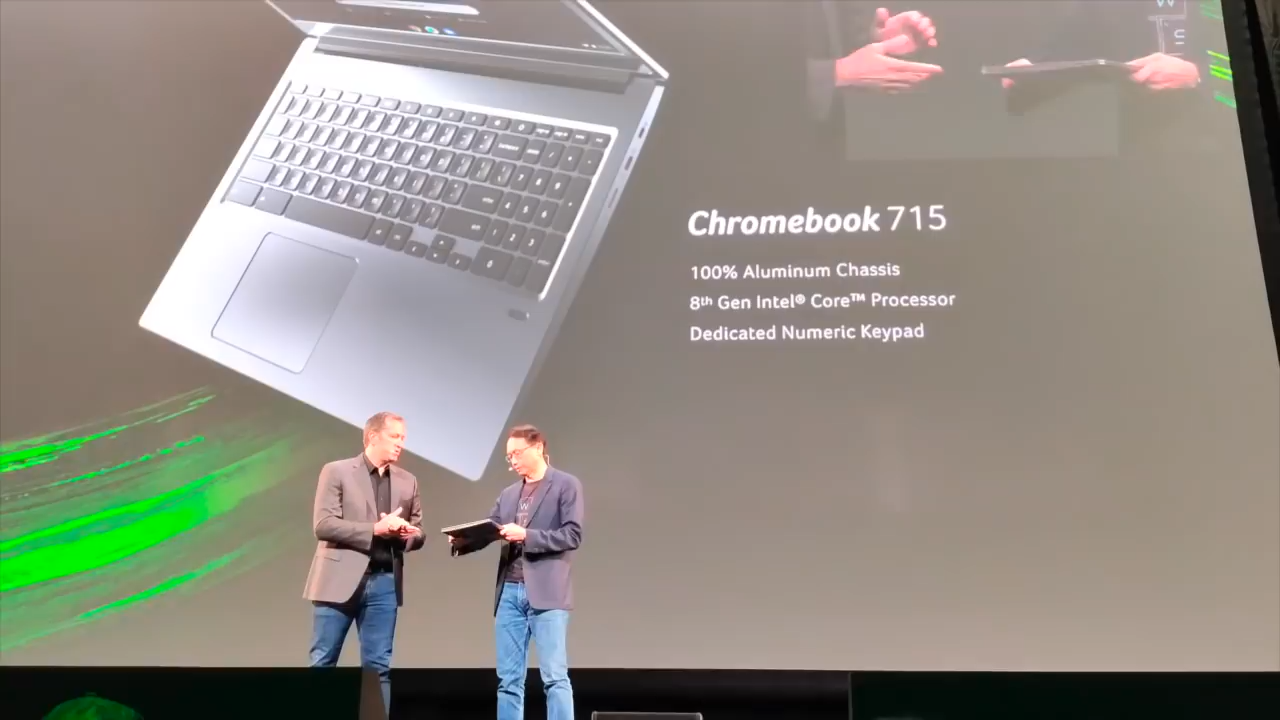 Chromebook 715
100% Aluminum Chassis
8th Gen Intel® Core™ Processor
Dedicated Numeric Keypad